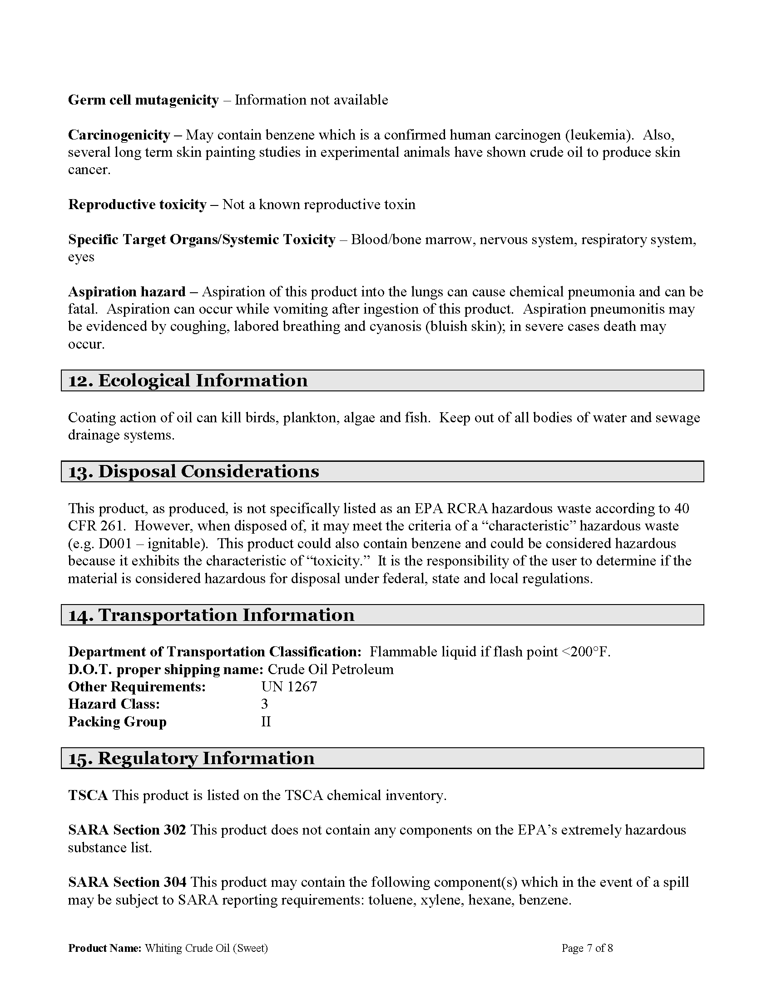 Germ cell mutagenicity – Information not available
Carcinogenicity – May contain benzene which is a confirmed human carcinogen (leukemia).  Also,
several long term skin painting studies in experimental animals have shown crude oil to produce skin
cancer.
Reproductive toxicity – Not a known reproductive toxin
Specific Target Organs/Systemic Toxicity – Blood/bone marrow, nervous system, respiratory system,
eyes
Aspiration hazard – Aspiration of this product into the lungs can cause chemical pneumonia and can be
fatal.  Aspiration can occur while vomiting after ingestion of this product.  Aspiration pneumonitis may
be evidenced by coughing, labored breathing and cyanosis (bluish skin); in severe cases death may
occur.
12. Ecological Information
Coating action of oil can kill birds, plankton, algae and fish.  Keep out of all bodies of water and sewage
drainage systems.
13. Disposal Considerations
This product, as produced, is not specifically listed as an EPA RCRA hazardous waste according to 40
CFR 261.  However, when disposed of, it may meet the criteria of a “characteristic” hazardous waste
(e.g. D001 – ignitable).  This product could also contain benzene and could be considered hazardous
because it exhibits the characteristic of “toxicity.”  It is the responsibility of the user to determine if the
material is considered hazardous for disposal under federal, state and local regulations.
14. Transportation Information
Department of Transportation Classification:  Flammable liquid if flash point <200°F.
D.O.T. proper shipping name: Crude Oil Petroleum
Other Requirements: UN 1267
Hazard Class: 3
Packing Group II
15. Regulatory Information
TSCA This product is listed on the TSCA chemical inventory.
SARA Section 302 This product does not contain any components on the EPA’s extremely hazardous
substance list.
SARA Section 304 This product may contain the following component(s) which in the event of a spill
may be subject to SARA reporting requirements: toluene, xylene, hexane, benzene.
Product Name: Whiting Crude Oil (Sweet) Page 7 of 8